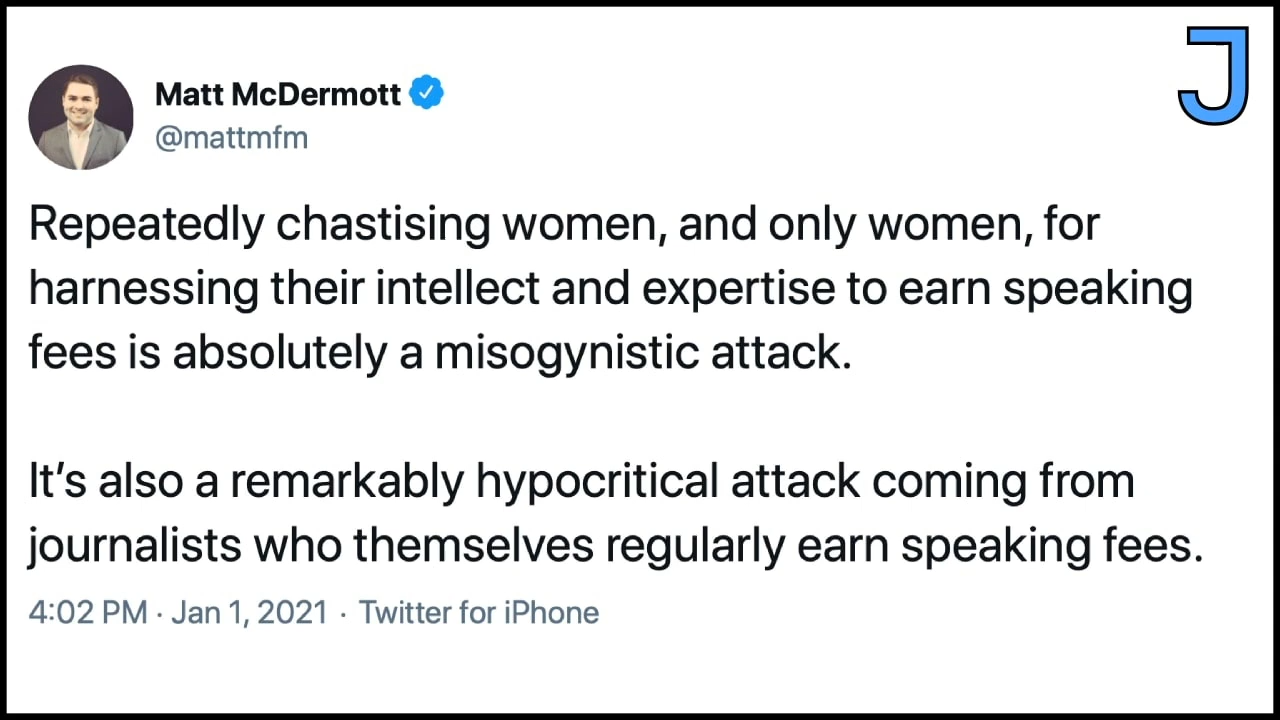 J
Matt McDermott
@mattmfm
Repeatedly chastising women, and only women, for
harnessing their intellect and expertise to earn speaking
fees is absolutely a misogynistic attack.
It’s also a remarkably hypocritical attack coming from
journalists who themselves regularly earn speaking fees.
4:02 PM · Jan 1, 2021 · Twitter for iPhone